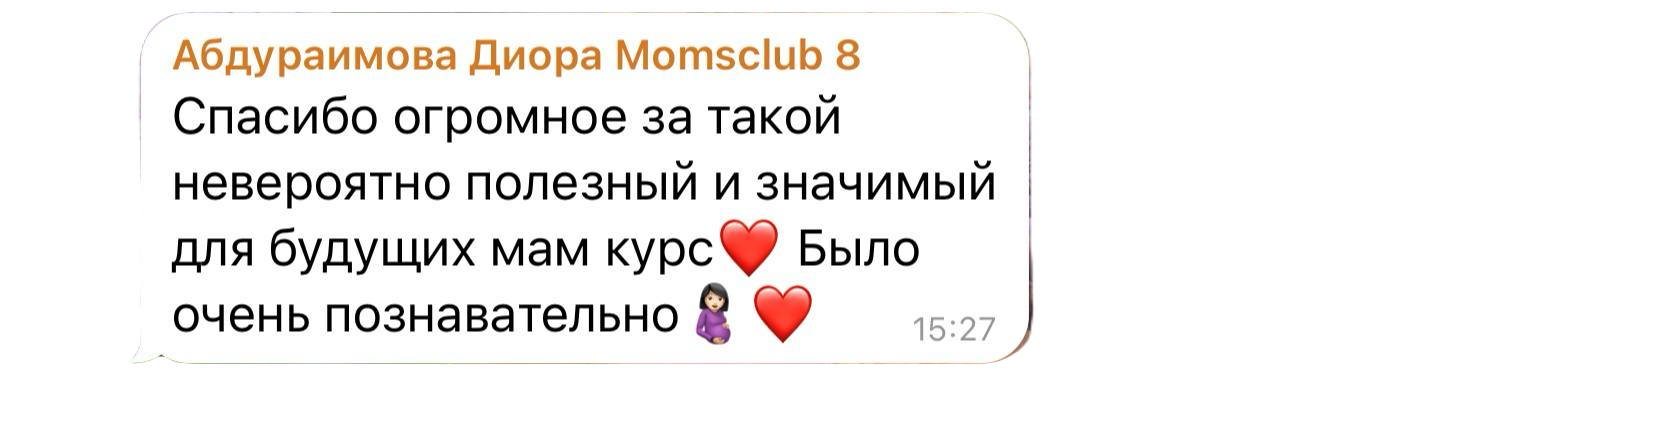 Абдураимова Диора Momsclub 8
Спасибо огромное за такой
невероятно полезный и значимый
для будущих мам курс❤️ Было
очень познавательно🤰🏻❤️
15:27